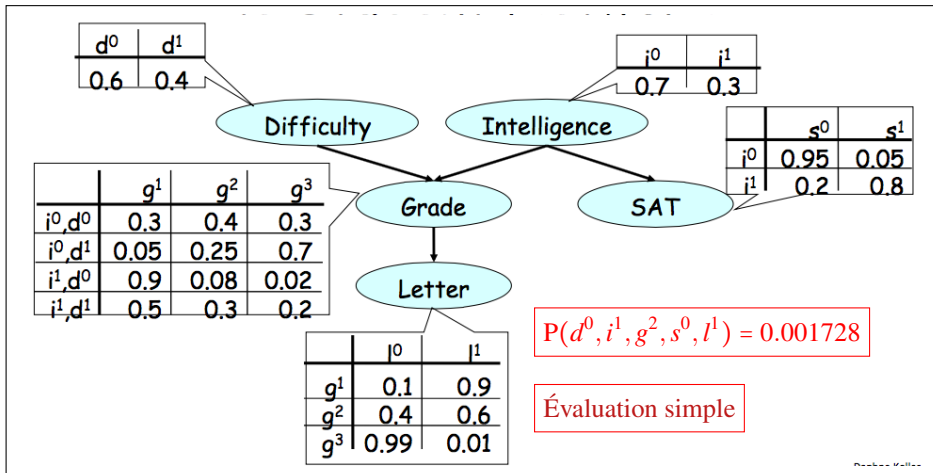 d⁰ d¹
0.6 0.4
i⁰ i¹
0.7 0.3
Difficulty
Intelligence
s⁰ s¹
i⁰ 0.95 0.05
i¹ 0.2 0.8
g¹ g² g³
i⁰,d⁰ 0.3 0.4 0.3
i⁰,d¹ 0.05 0.25 0.7
i¹,d⁰ 0.9 0.08 0.02
i¹,d¹ 0.5 0.3 0.2
Grade
SAT
Letter
l⁰ l¹
g¹ 0.1 0.9
g² 0.4 0.6
g³ 0.99 0.01
P(d⁰, i¹, g², s⁰, l¹) = 0.001728
Évaluation simple